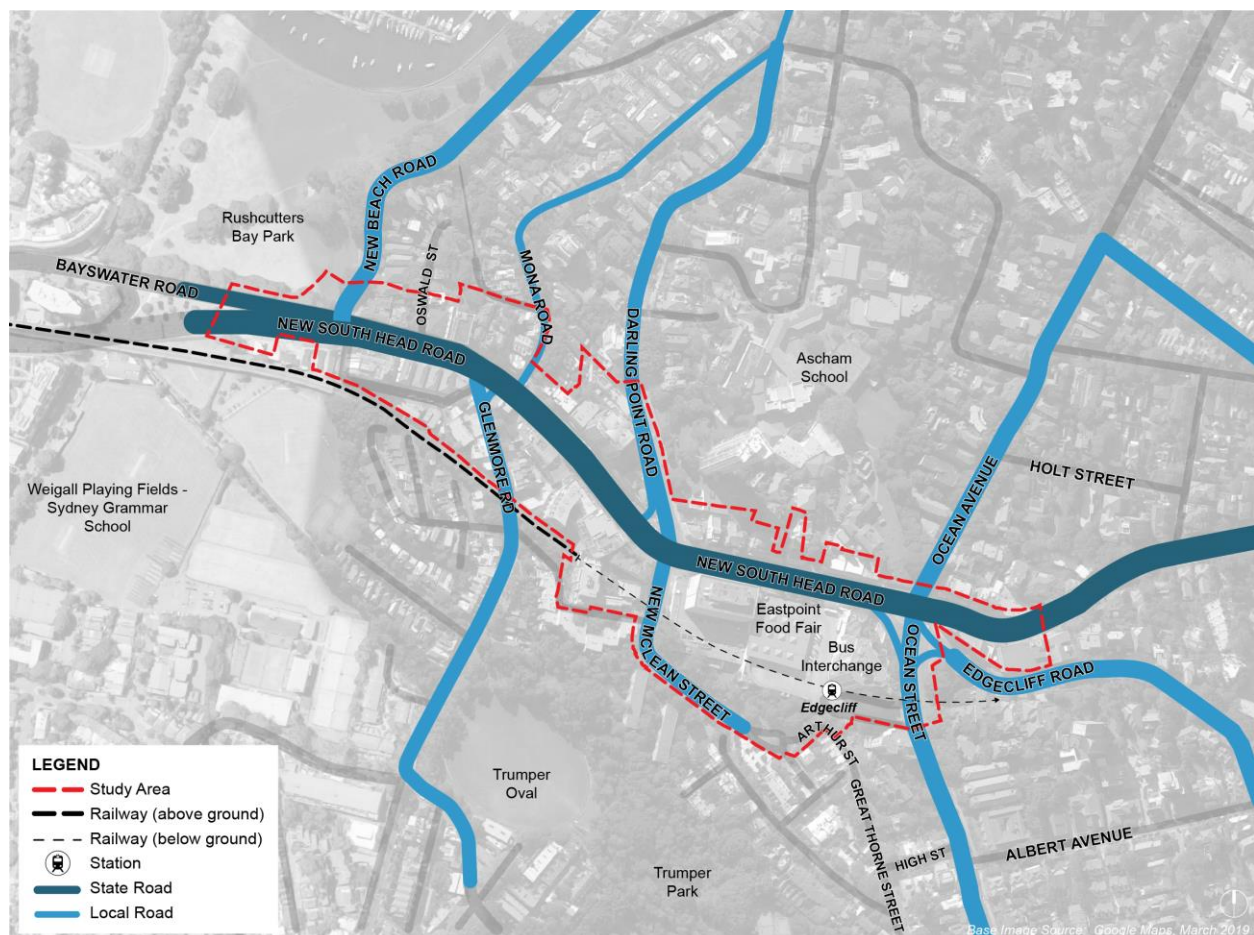 Rushcutters
Bay Park
NEW BEACH ROAD
OSWALD ST
MONA ROAD
BAYSWATER ROAD
NEW SOUTH HEAD ROAD
DARLING POINT ROAD
Ascham
School
GLENMORE RD
OCEAN AVENUE
HOLT STREET
Weigall Playing Fields -
Sydney Grammar
School
NEW SOUTH HEAD ROAD
NEW MCLEAN STREET
Eastpoint
Food Fair
Bus
Interchange
Edgecliff
OCEAN STREET
EDGECLIFF ROAD
ARTHUR ST
GREAT THORNE STREET
Trumper
Oval
HIGH ST
ALBERT AVENUE
Trumper
Park
LEGEND
Study Area
Railway (above ground)
Railway (below ground)
Station
State Road
Local Road
Base Image Source: Google Maps, March 2019